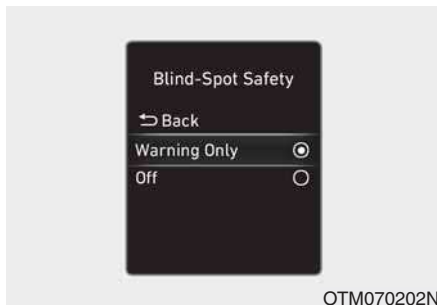 Blind-Spot Safety
Back
Warning Only
Off
OTM070202N